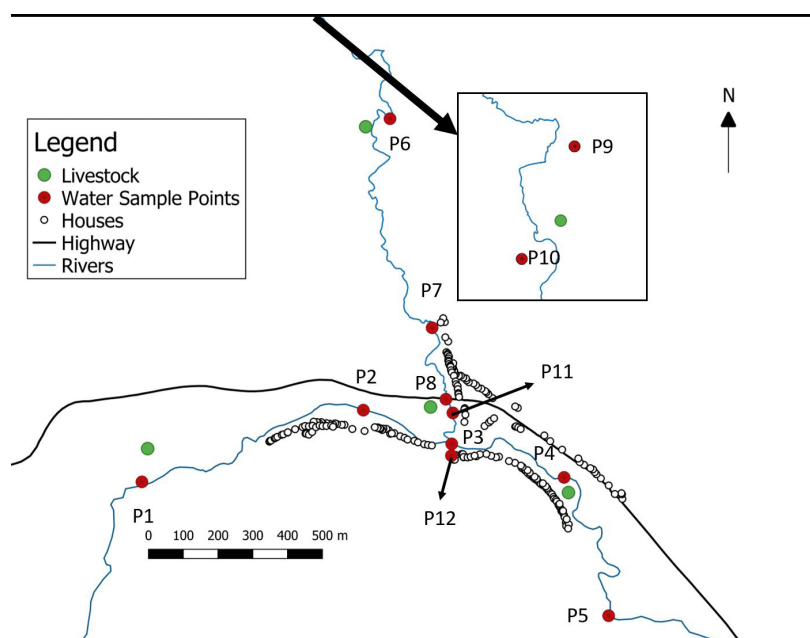 N
P9
P6
Legend
Livestock
Water Sample Points
Houses
Highway
Rivers
P10
P7
P11
P2
P8
P3
P4
P1
P12
0 100 200 300 400 500 m
P5